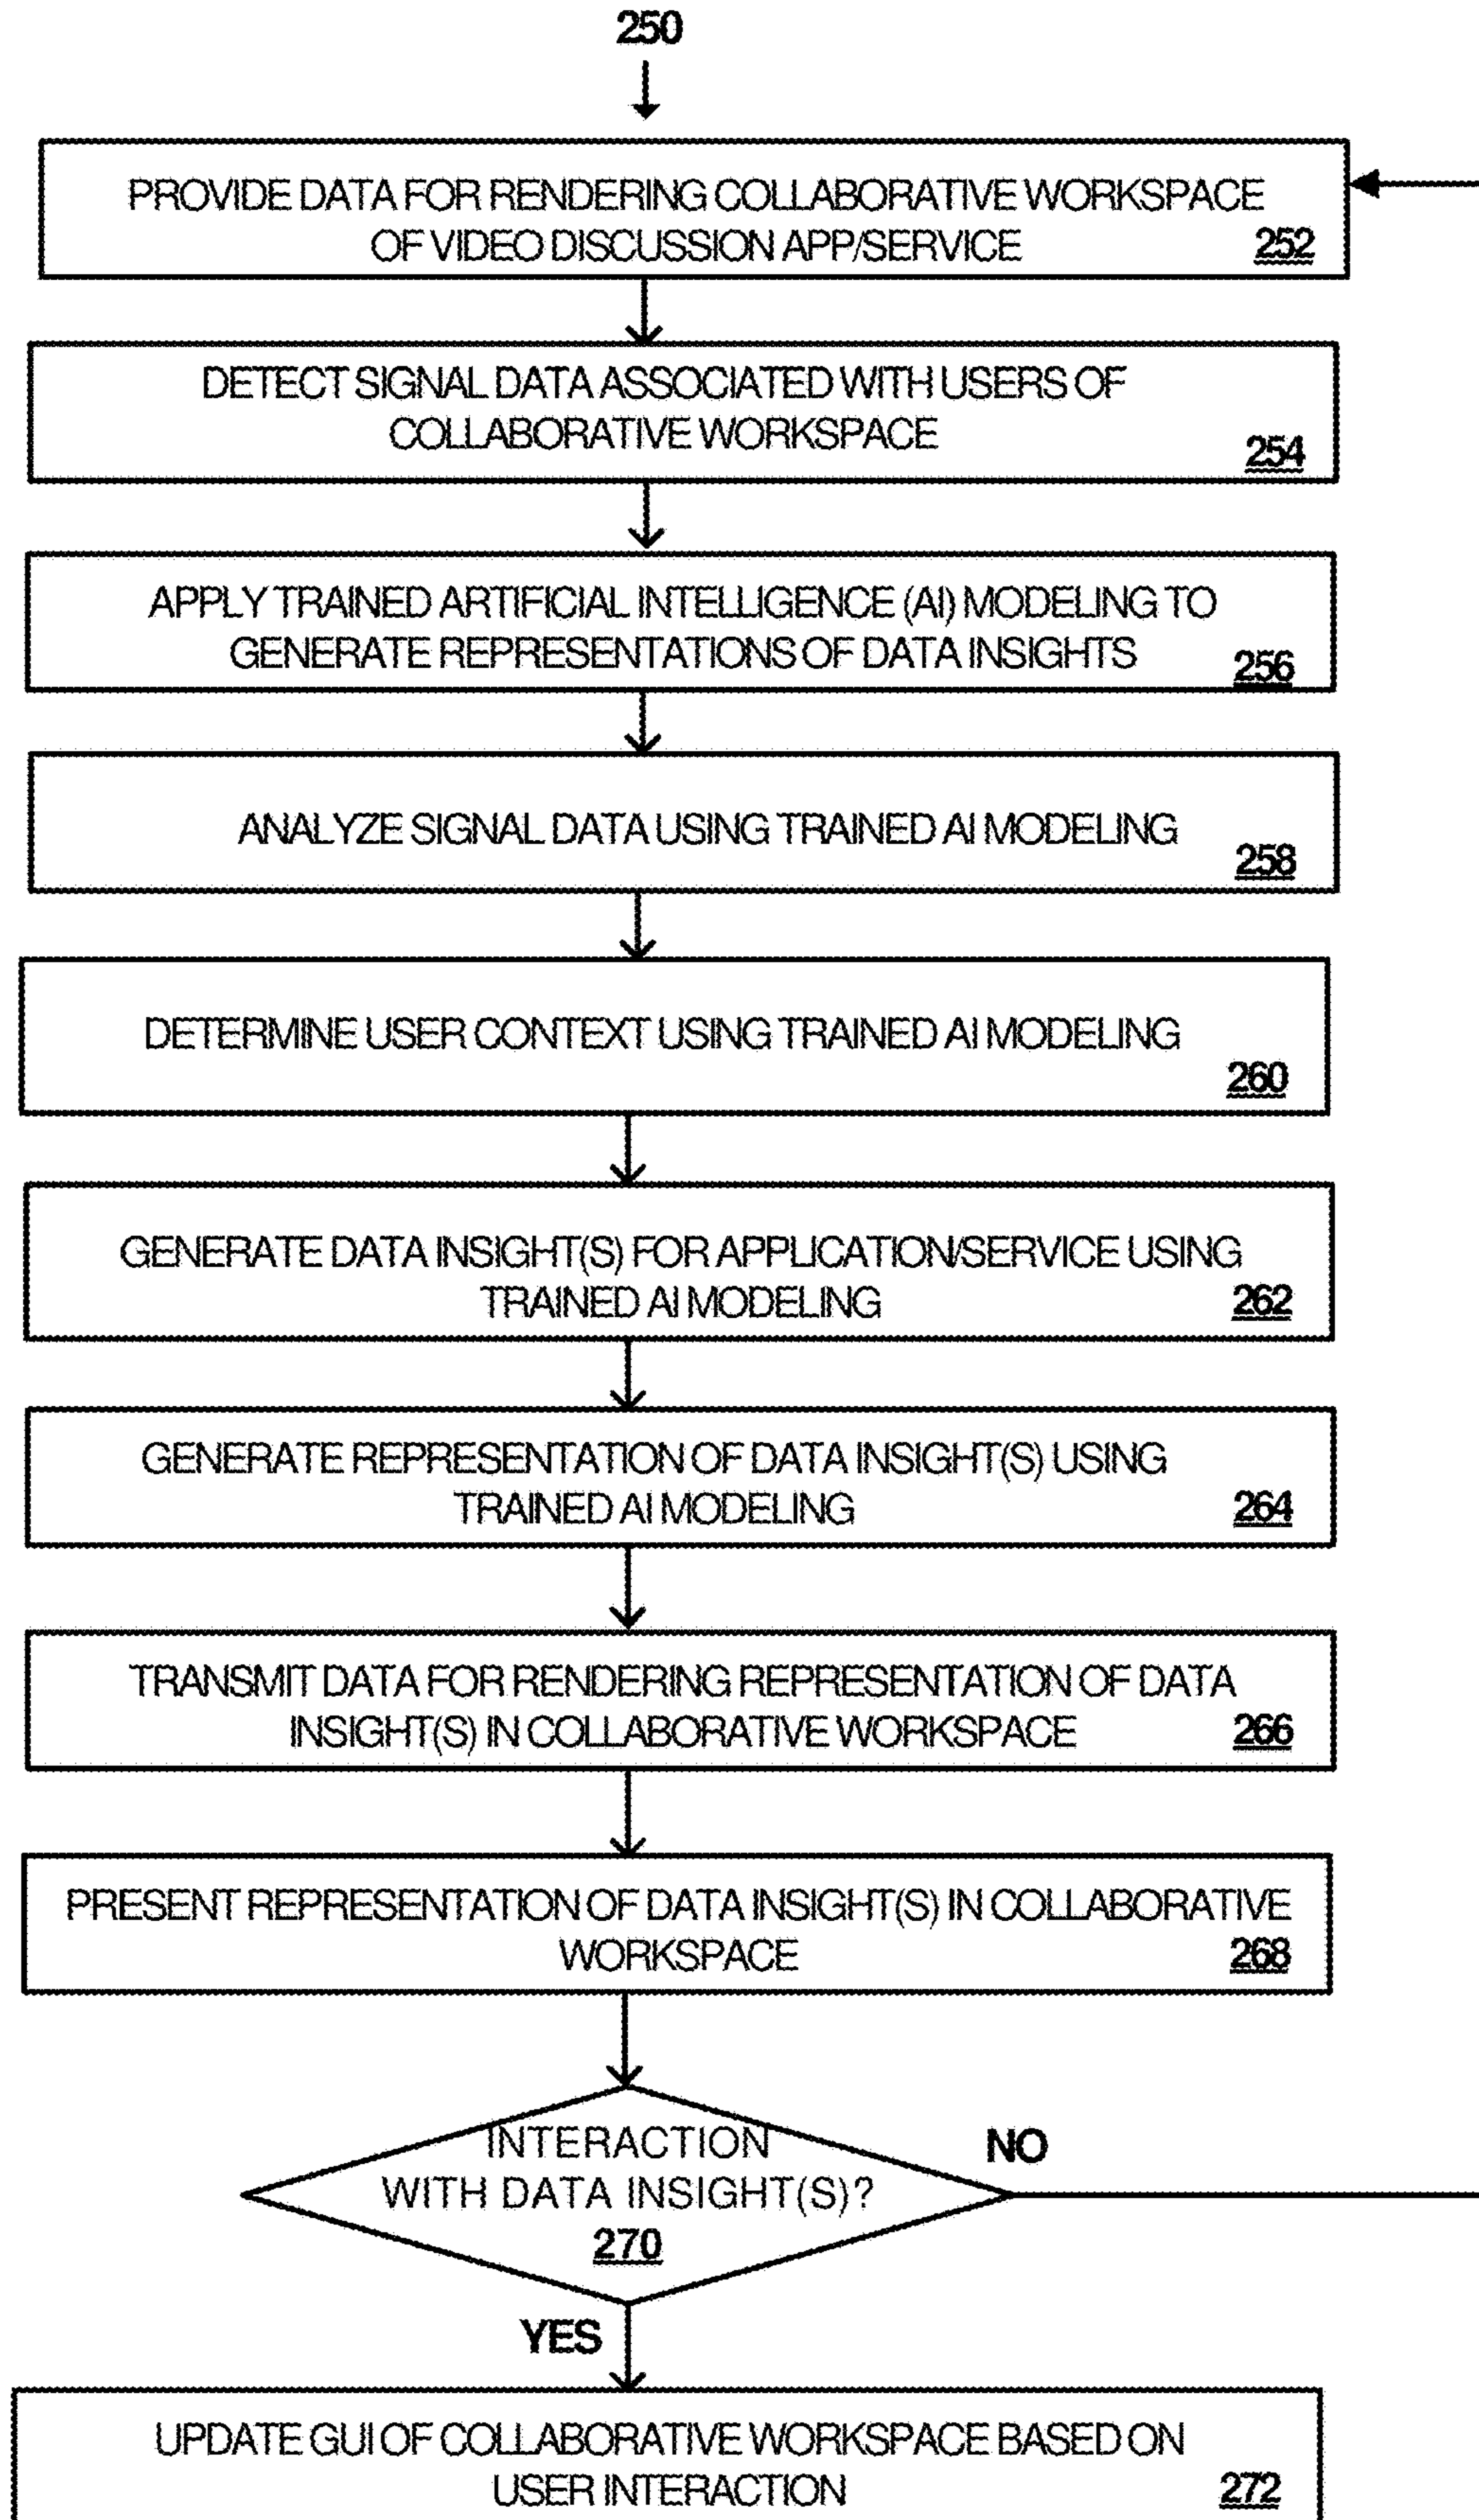 250
PROVIDE DATA FOR RENDERING COLLABORATIVE WORKSPACE
OF VIDEO DISCUSSION APP/SERVICE 252
DETECT SIGNAL DATA ASSOCIATED WITH USERS OF
COLLABORATIVE WORKSPACE
254
APPLY TRAINED ARTIFICIAL INTELLIGENCE (AI) MODELING TO
GENERATE REPRESENTATIONS OF DATA INSIGHTS
256
ANALYZE SIGNAL DATA USING TRAINED AI MODELING
258
DETERMINE USER CONTEXT USING TRAINED AI MODELING
260
GENERATE DATA INSIGHT(S) FOR APPLICATION/SERVICE USING
TRAINED AI MODELING 262
GENERATE REPRESENTATION OF DATA INSIGHT(S) USING
TRAINED AI MODELING 264
TRANSMIT DATA FOR RENDERING REPRESENTATION OF DATA
INSIGHT(S) IN COLLABORATIVE WORKSPACE 266
PRESENT REPRESENTATION OF DATA INSIGHT(S) IN COLLABORATIVE
WORKSPACE 268
INTERACTION
WITH DATA INSIGHT(S)?
270
NO
YES
UPDATE GUI OF COLLABORATIVE WORKSPACE BASED ON
USER INTERACTION 272